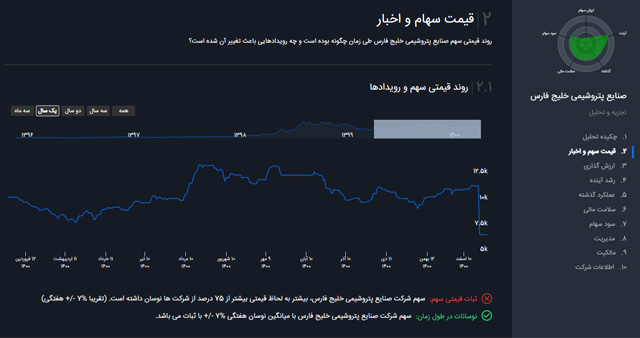 ارزش سهام
آینده
گذشته
سلامت مالی
سود سهام
صنایع پتروشیمی خلیج فارس
تجزیه و تحلیل
۱. چکیده تحلیل
۲. قیمت سهم و اخبار
۳. ارزش گذاری
۴. رشد آینده
۵. عملکرد گذشته
۶. سلامت مالی
۷. سود سهام
۸. مدیریت
۹. مالکیت
۱۰. اطلاعات شرکت
۲ قیمت سهام و اخبار
روند قیمتی سهم صنایع پتروشیمی خلیج فارس طی زمان چگونه بوده است و چه رویدادهایی باعث تغییر آن شده است؟
۲.۱ روند قیمتی سهم و رویدادها
همه سه سال دو سال یک سال سه ماه
۱۳۹۶ ۱۳۹۷ ۱۳۹۸ ۱۳۹۹ ۱۴۰۰
۱۲.۵k
۱۰k
۷.۵k
۵k
۱۲ فروردین ۱۴۰۰
۱۱ اردیبهشت ۱۴۰۰
۱۱ خرداد ۱۴۰۰
۱۰ تیر ۱۴۰۰
۱۰ مرداد ۱۴۰۰
۱۰ شهریور ۱۴۰۰
۹ مهر ۱۴۰۰
۱۰ آبان ۱۴۰۰
۱۰ آذر ۱۴۰۰
۱۱ دی ۱۴۰۰
۱۲ بهمن ۱۴۰۰
۱۰ اسفند ۱۴۰۰
ثبات قیمتی سهم: سهم شرکت صنایع پتروشیمی خلیج فارس، بیشتر به لحاظ قیمتی بیشتر از ۷۵ درصد از شرکت ها نوسان داشته است. (تقریبا ۷% -/+ هفتگی)
نوسانات در طول زمان: سهم شرکت صنایع پتروشیمی خلیج فارس با میانگین نوسان هفتگی ۷% -/+ با ثبات می باشد.